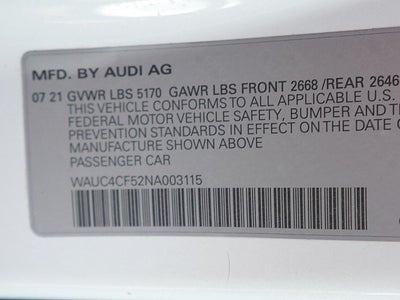 MFD. BY AUDI AG
07 21 GVWR LBS 5170 GAWR LBS FRONT 2668 /REAR 2646
THIS VEHICLE CONFORMS TO ALL APPLICABLE U.S.
FEDERAL MOTOR VEHICLE SAFETY, BUMPER AND
PREVENTION STANDARDS IN EFFECT ON THE DATE
MANUFACTURE SHOWN ABOVE
PASSENGER CAR
WAUC4CF52NA003115